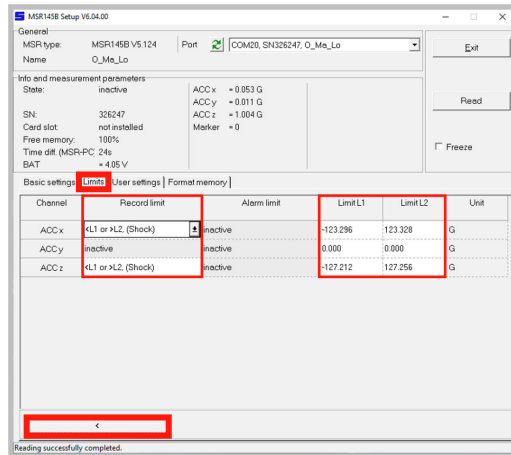 MSR145B Setup V6.04.00
General
MSR type: MSR145B V5.124 Port COM20, SN326247, O_Ma_Lo Exit
Name O_Ma_Lo
Info and measurement parameters
State: inactive ACC x = 0.053 G
ACC y = 0.011 G
SN: 326247 ACC z = 1.004 G Read
Card slot: not installed Marker = 0
Free memory: 100%
Time diff. (MSR-PC 24s Freeze
BAT = 4.05 V
Basic settings Limits User settings Format memory
Channel Record limit Alarm limit Limit L1 Limit L2 Unit
ACC x <L1 or >L2, (Shock) inactive -123.296 123.328 G
ACC y inactive inactive 0.000 0.000 G
ACC z <L1 or >L2, (Shock) inactive -127.212 127.256 G
<
Reading successfully completed.